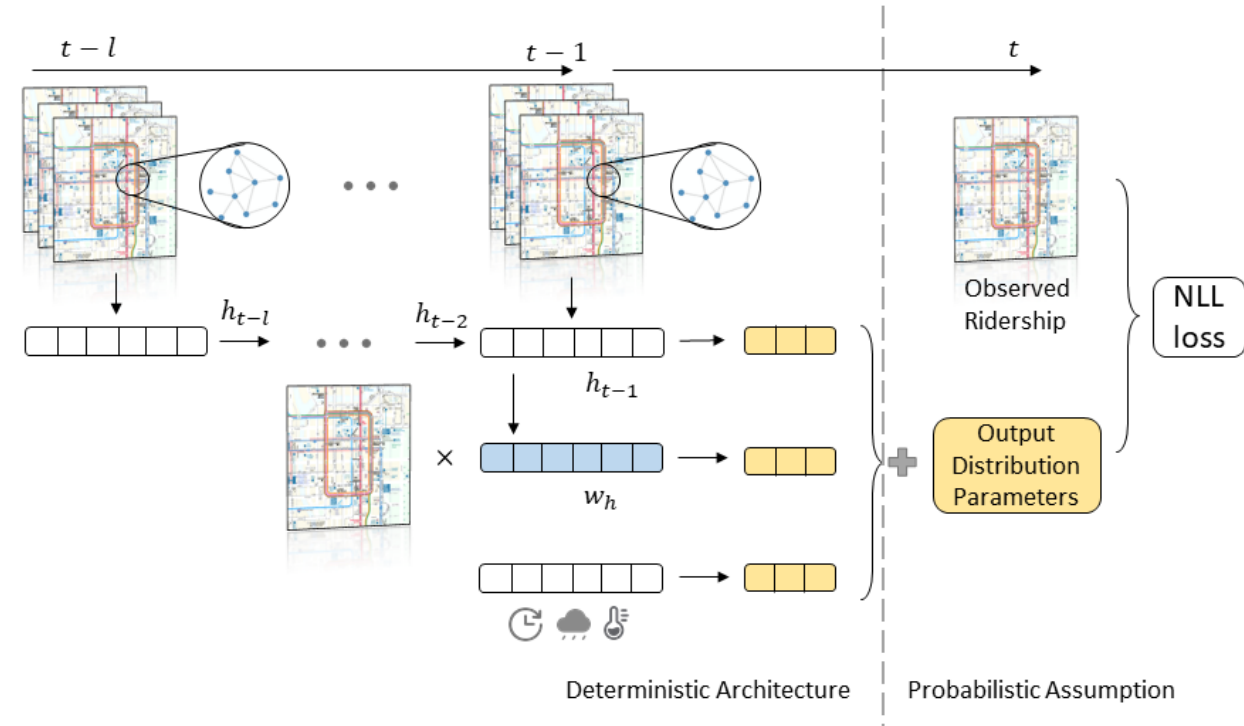 t − l
t − 1
t
h_{t−l}
h_{t−2}
h_{t−1}
Observed
Ridership
NLL
loss
×
w_h
Output
Distribution
Parameters
Deterministic Architecture
Probabilistic Assumption